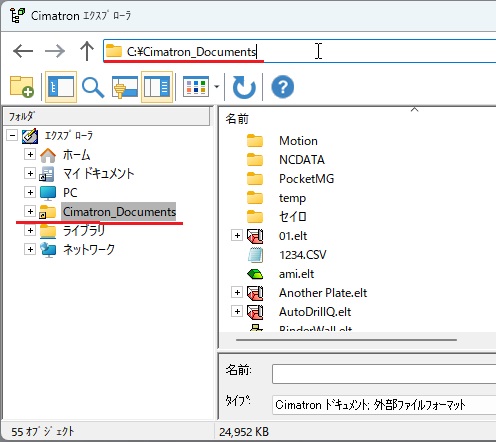 Cimatron ｴｸｽﾌﾟﾛｰﾗ
C:¥Cimatron_Documents
ﾌｫﾙﾀﾞ
名前
ｴｸｽﾌﾟﾛｰﾗ
ホーム
マイ ドキュメント
PC
Cimatron_Documents
ライブラリ
ネットワーク
Motion
NCDATA
PocketMG
temp
セイロ
01.elt
1234.CSV
ami.elt
Another Plate.elt
AutoDrillQ.elt
BinderWall.elt
名前:
ﾀｲﾌﾟ:
Cimatron ﾄﾞｷｭﾒﾝﾄ; 外部ファイルフォーマット
55 ｵﾌﾞｼﾞｪｸﾄ
24,952 KB